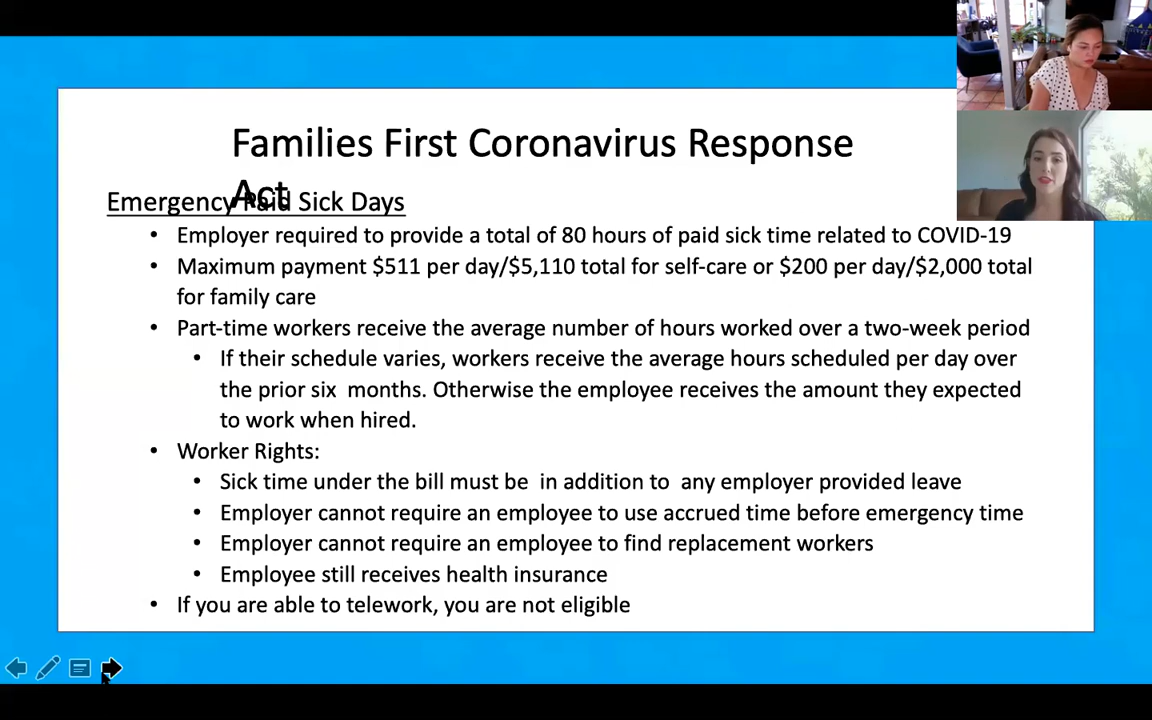 Families First Coronavirus Response
Act
Emergency Paid Sick Days
• Employer required to provide a total of 80 hours of paid sick time related to COVID-19
• Maximum payment $511 per day/$5,110 total for self-care or $200 per day/$2,000 total
for family care
• Part-time workers receive the average number of hours worked over a two-week period
• If their schedule varies, workers receive the average hours scheduled per day over
the prior six months. Otherwise the employee receives the amount they expected
to work when hired.
• Worker Rights:
• Sick time under the bill must be in addition to any employer provided leave
• Employer cannot require an employee to use accrued time before emergency time
• Employer cannot require an employee to find replacement workers
• Employee still receives health insurance
• If you are able to telework, you are not eligible